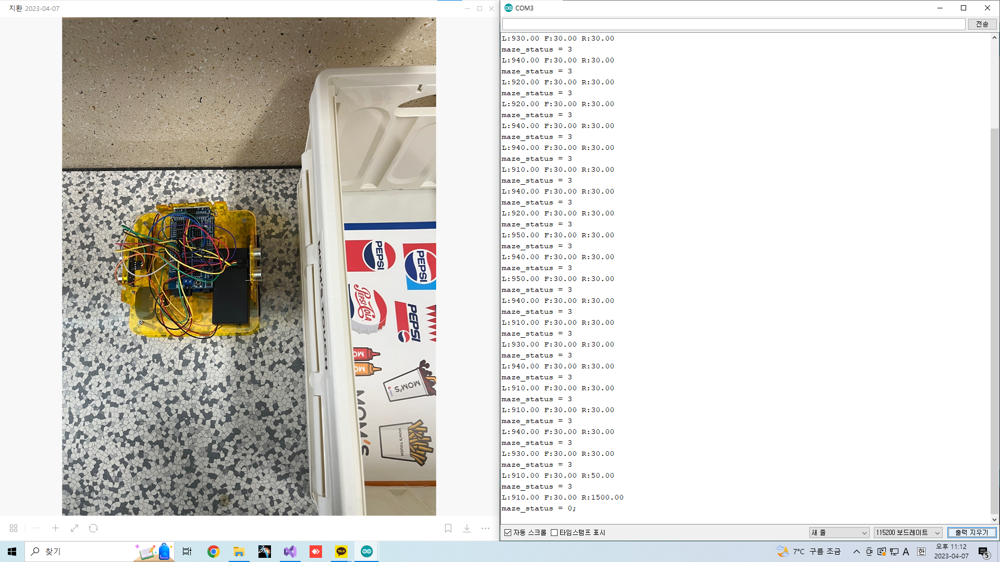 지환 2023-04-07
PEPSI
PEPSI
PEPSI-COLA
PEPSI
MOM'S TOUCH
MO
MO
MOM'S
MOM'S
MOM'S TOUCH
COM3
전송
L:930.00 F:30.00 R:30.00
maze_status = 3
L:940.00 F:30.00 R:30.00
maze_status = 3
L:920.00 F:30.00 R:30.00
maze_status = 3
L:920.00 F:30.00 R:30.00
maze_status = 3
L:940.00 F:30.00 R:30.00
maze_status = 3
L:940.00 F:30.00 R:30.00
maze_status = 3
L:910.00 F:30.00 R:30.00
maze_status = 3
L:940.00 F:30.00 R:30.00
maze_status = 3
L:920.00 F:30.00 R:30.00
maze_status = 3
L:950.00 F:30.00 R:30.00
maze_status = 3
L:940.00 F:30.00 R:30.00
maze_status = 3
L:950.00 F:30.00 R:30.00
maze_status = 3
L:940.00 F:30.00 R:30.00
maze_status = 3
L:910.00 F:30.00 R:30.00
maze_status = 3
L:930.00 F:30.00 R:30.00
maze_status = 3
L:940.00 F:30.00 R:30.00
maze_status = 3
L:910.00 F:30.00 R:30.00
maze_status = 3
L:910.00 F:30.00 R:30.00
maze_status = 3
L:940.00 F:30.00 R:30.00
maze_status = 3
L:930.00 F:30.00 R:30.00
maze_status = 3
L:910.00 F:30.00 R:50.00
maze_status = 3
L:910.00 F:30.00 R:1500.00
maze_status = 0;
자동 스크롤 타임스탬프 표시
새 줄
115200 보드레이트
출력 지우기
찾기
TALK
7°C 구름 조금
A
한
오후 11:12
2023-04-07
5